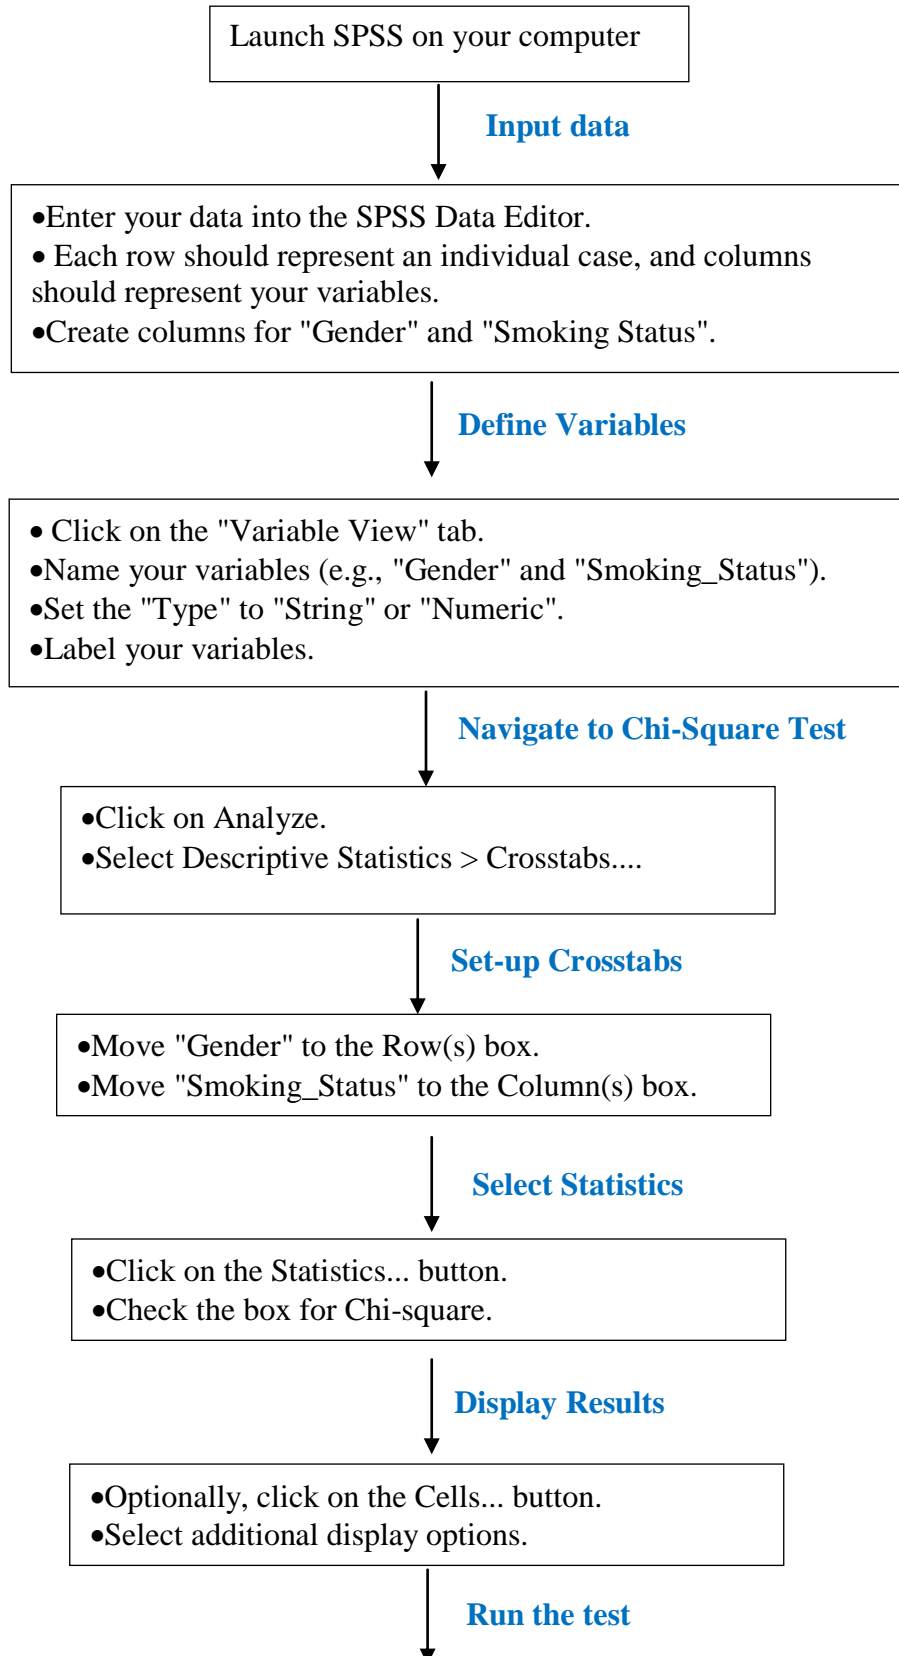 Launch SPSS on your computer
Input data
•Enter your data into the SPSS Data Editor.
• Each row should represent an individual case, and columns
should represent your variables.
•Create columns for "Gender" and "Smoking Status".
Define Variables
• Click on the "Variable View" tab.
•Name your variables (e.g., "Gender" and "Smoking_Status").
•Set the "Type" to "String" or "Numeric".
•Label your variables.
Navigate to Chi-Square Test
•Click on Analyze.
•Select Descriptive Statistics > Crosstabs....
Set-up Crosstabs
•Move "Gender" to the Row(s) box.
•Move "Smoking_Status" to the Column(s) box.
Select Statistics
•Click on the Statistics... button.
•Check the box for Chi-square.
Display Results
•Optionally, click on the Cells... button.
•Select additional display options.
Run the test